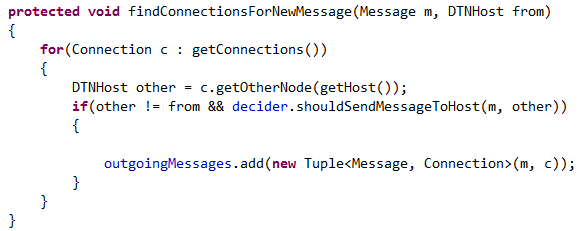 protected void findConnectionsForNewMessage(Message m, DTNHost from)
{
    for(Connection c : getConnections())
    {
        DTNHost other = c.getOtherNode(getHost());
        if(other != from && decider.shouldSendMessageToHost(m, other))
        {

            outgoingMessages.add(new Tuple<Message, Connection>(m, c));
        }
    }
}